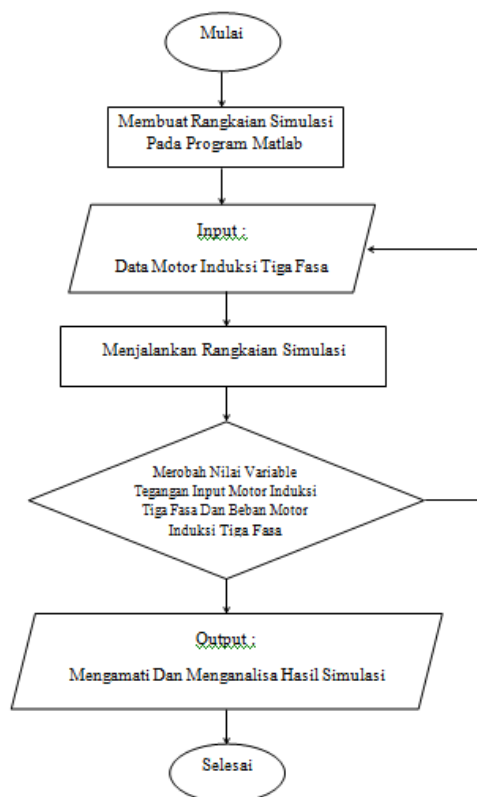 Mulai
Membuat Rangkaian Simulasi
Pada Program Matlab
Input :
Data Motor Induksi Tiga Fasa
Menjalankan Rangkaian Simulasi
Merobah Nilai Variable
Tegangan Input Motor Induksi
Tiga Fasa Dan Beban Motor
Induksi Tiga Fasa
Output :
Mengamati Dan Menganalisa Hasil Simulasi
Selesai